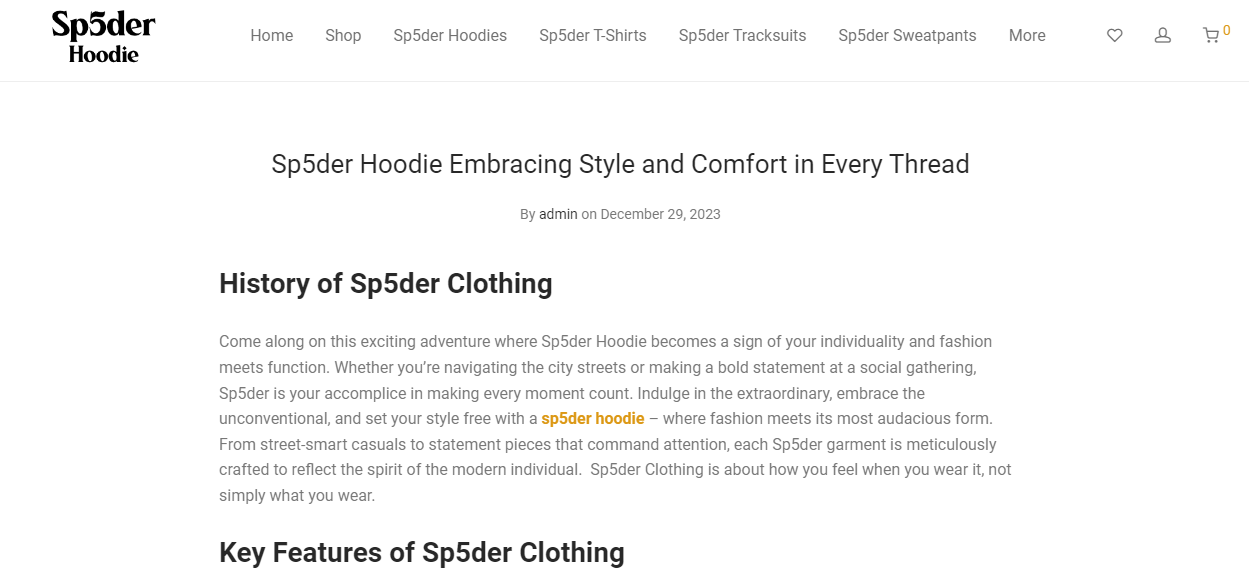 Sp5der
Hoodie
Home Shop Sp5der Hoodies Sp5der T-Shirts Sp5der Tracksuits Sp5der Sweatpants More 0
Sp5der Hoodie Embracing Style and Comfort in Every Thread
By admin on December 29, 2023
History of Sp5der Clothing
Come along on this exciting adventure where Sp5der Hoodie becomes a sign of your individuality and fashion
meets function. Whether you’re navigating the city streets or making a bold statement at a social gathering,
Sp5der is your accomplice in making every moment count. Indulge in the extraordinary, embrace the
unconventional, and set your style free with a sp5der hoodie – where fashion meets its most audacious form.
From street-smart casuals to statement pieces that command attention, each Sp5der garment is meticulously
crafted to reflect the spirit of the modern individual.  Sp5der Clothing is about how you feel when you wear it, not
simply what you wear.
Key Features of Sp5der Clothing